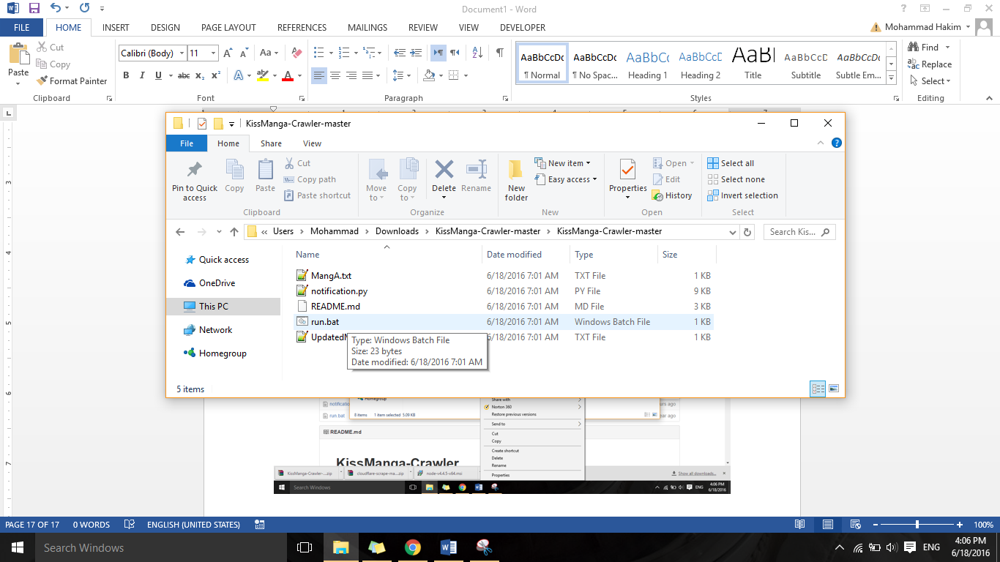 Document1 - Word
FILE HOME INSERT DESIGN PAGE LAYOUT REFERENCES MAILINGS REVIEW VIEW DEVELOPER Mohammad Hakim
Paste
Cut
Copy
Format Painter
Clipboard
Calibri (Body) 11
Font
Paragraph
AaBbCcDc AaBbCcDc AaBbCc AaBbCcD AaBl AaBbCcD AaBbCcDc
¶ Normal ¶ No Spac... Heading 1 Heading 2 Title Subtitle Subtle Em...
Styles
Find
Replace
Select
Editing
KissManga-Crawler-master
File Home Share View
Pin to Quick access
Copy
Paste
Cut
Copy path
Paste shortcut
Clipboard
Move to
Copy to
Delete
Rename
Organize
New folder
New item
Easy access
New
Properties
Open
Edit
History
Open
Select all
Select none
Invert selection
Select
« Users > Mohammad > Downloads > KissManga-Crawler-master > KissManga-Crawler-master
Search Kis...
Quick access
OneDrive
This PC
Network
Homegroup
Name Date modified Type Size
MangA.txt 6/18/2016 7:01 AM TXT File 1 KB
notification.py 6/18/2016 7:01 AM PY File 9 KB
README.md 6/18/2016 7:01 AM MD File 3 KB
run.bat 6/18/2016 7:01 AM Windows Batch File 1 KB
6/18/2016 7:01 AM TXT File 1 KB
Type: Windows Batch File
Size: 23 bytes
Date modified: 6/18/2016 7:01 AM
5 items
Homegroup
8 items 1 item selected 5.09 KB
run.bat
README.md
KissManga-Crawler
Share with
Norton 360
Restore previous versions
Send to
Cut
Copy
Create shortcut
Delete
Rename
Properties
KissManga-Crawler-....zip cloudflare-scrape-ma....zip node-v4.4.5-x64.msi Show all downloads...
Search Windows
ENG 4:06 PM
6/18/2016
PAGE 17 OF 17 0 WORDS ENGLISH (UNITED STATES) 100%
Search Windows
ENG
4:06 PM
6/18/2016